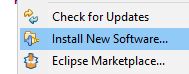 Check for Updates
Install New Software...
Eclipse Marketplace...